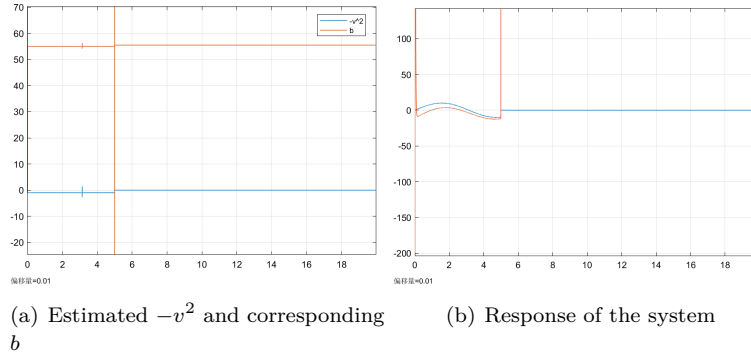 70
60
50
40
30
20
10
0
-10
-20
-v^2
b
0 2 4 6 8 10 12 14 16 18
偏移量=0.01
100
50
0
-50
-100
-150
-200
0 2 4 6 8 10 12 14 16 18
偏移量=0.01
(a) Estimated −v² and corresponding
b
(b) Response of the system